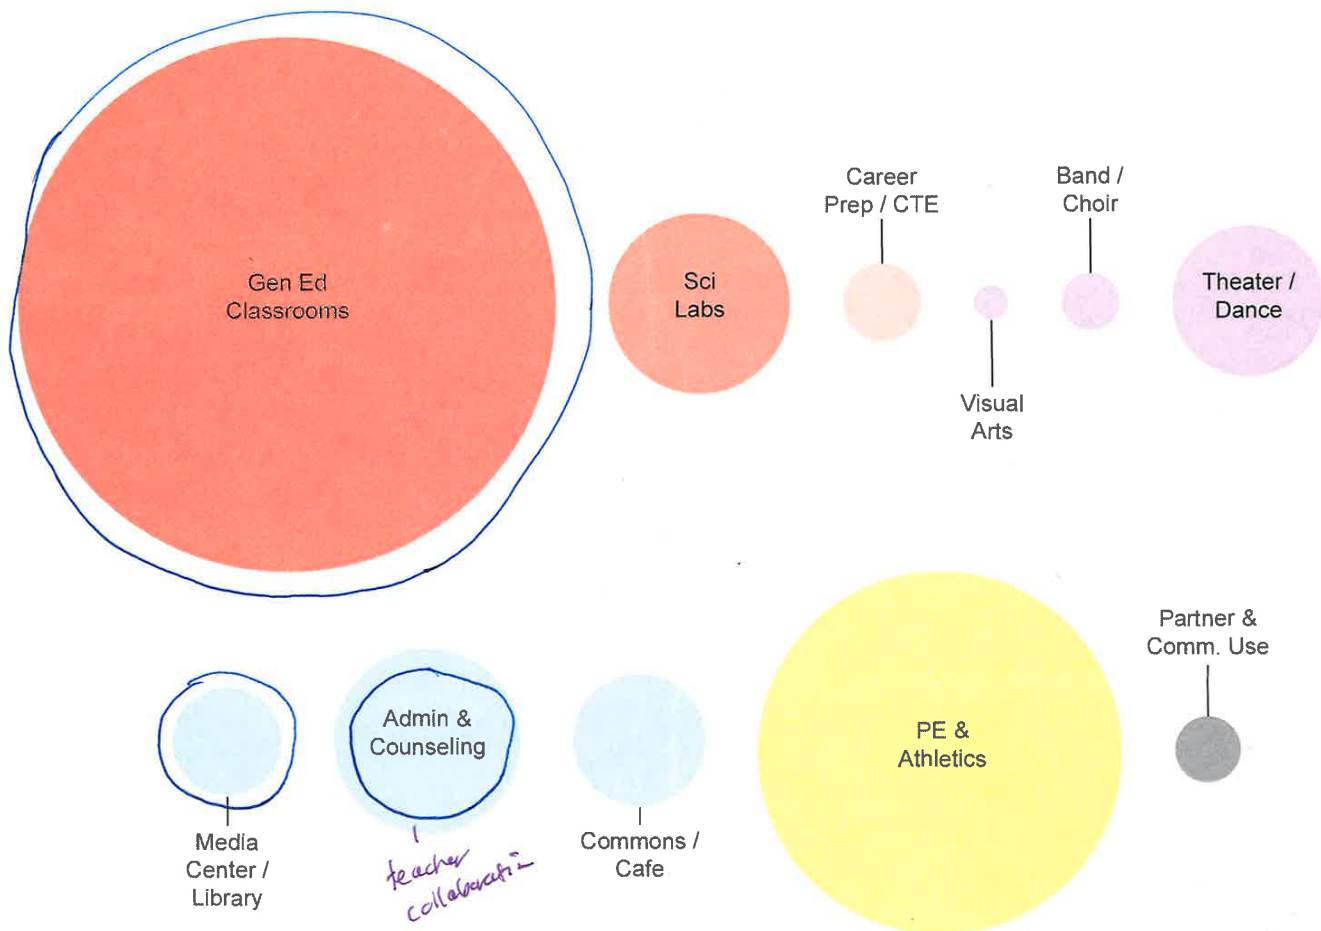 Gen Ed
Classrooms
Sci
Labs
Career
Prep / CTE
Visual
Arts
Band /
Choir
Theater /
Dance
Media
Center /
Library
Admin &
Counseling
teacher
collaboration
Commons /
Cafe
PE &
Athletics
Partner &
Comm. Use